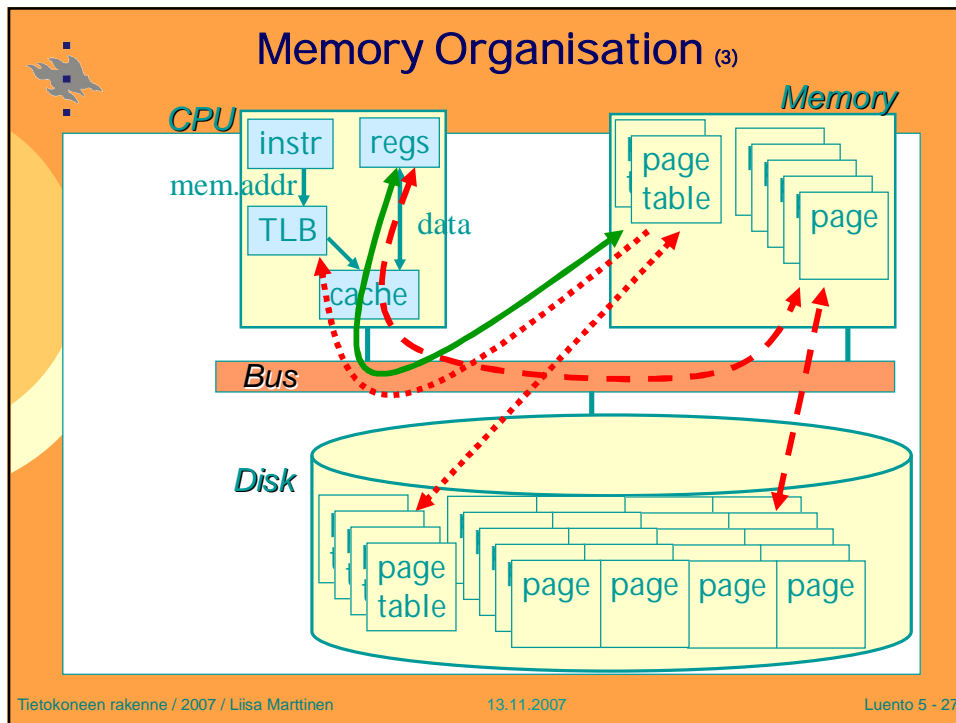 Memory Organisation (3)
CPU
Memory
instr
regs
page
table
page
mem.addr
TLB
data
cache
Bus
Disk
page
table
page
page
page
page
Tietokoneen rakenne / 2007 / Liisa Marttinen
13.11.2007
Luento 5 - 27